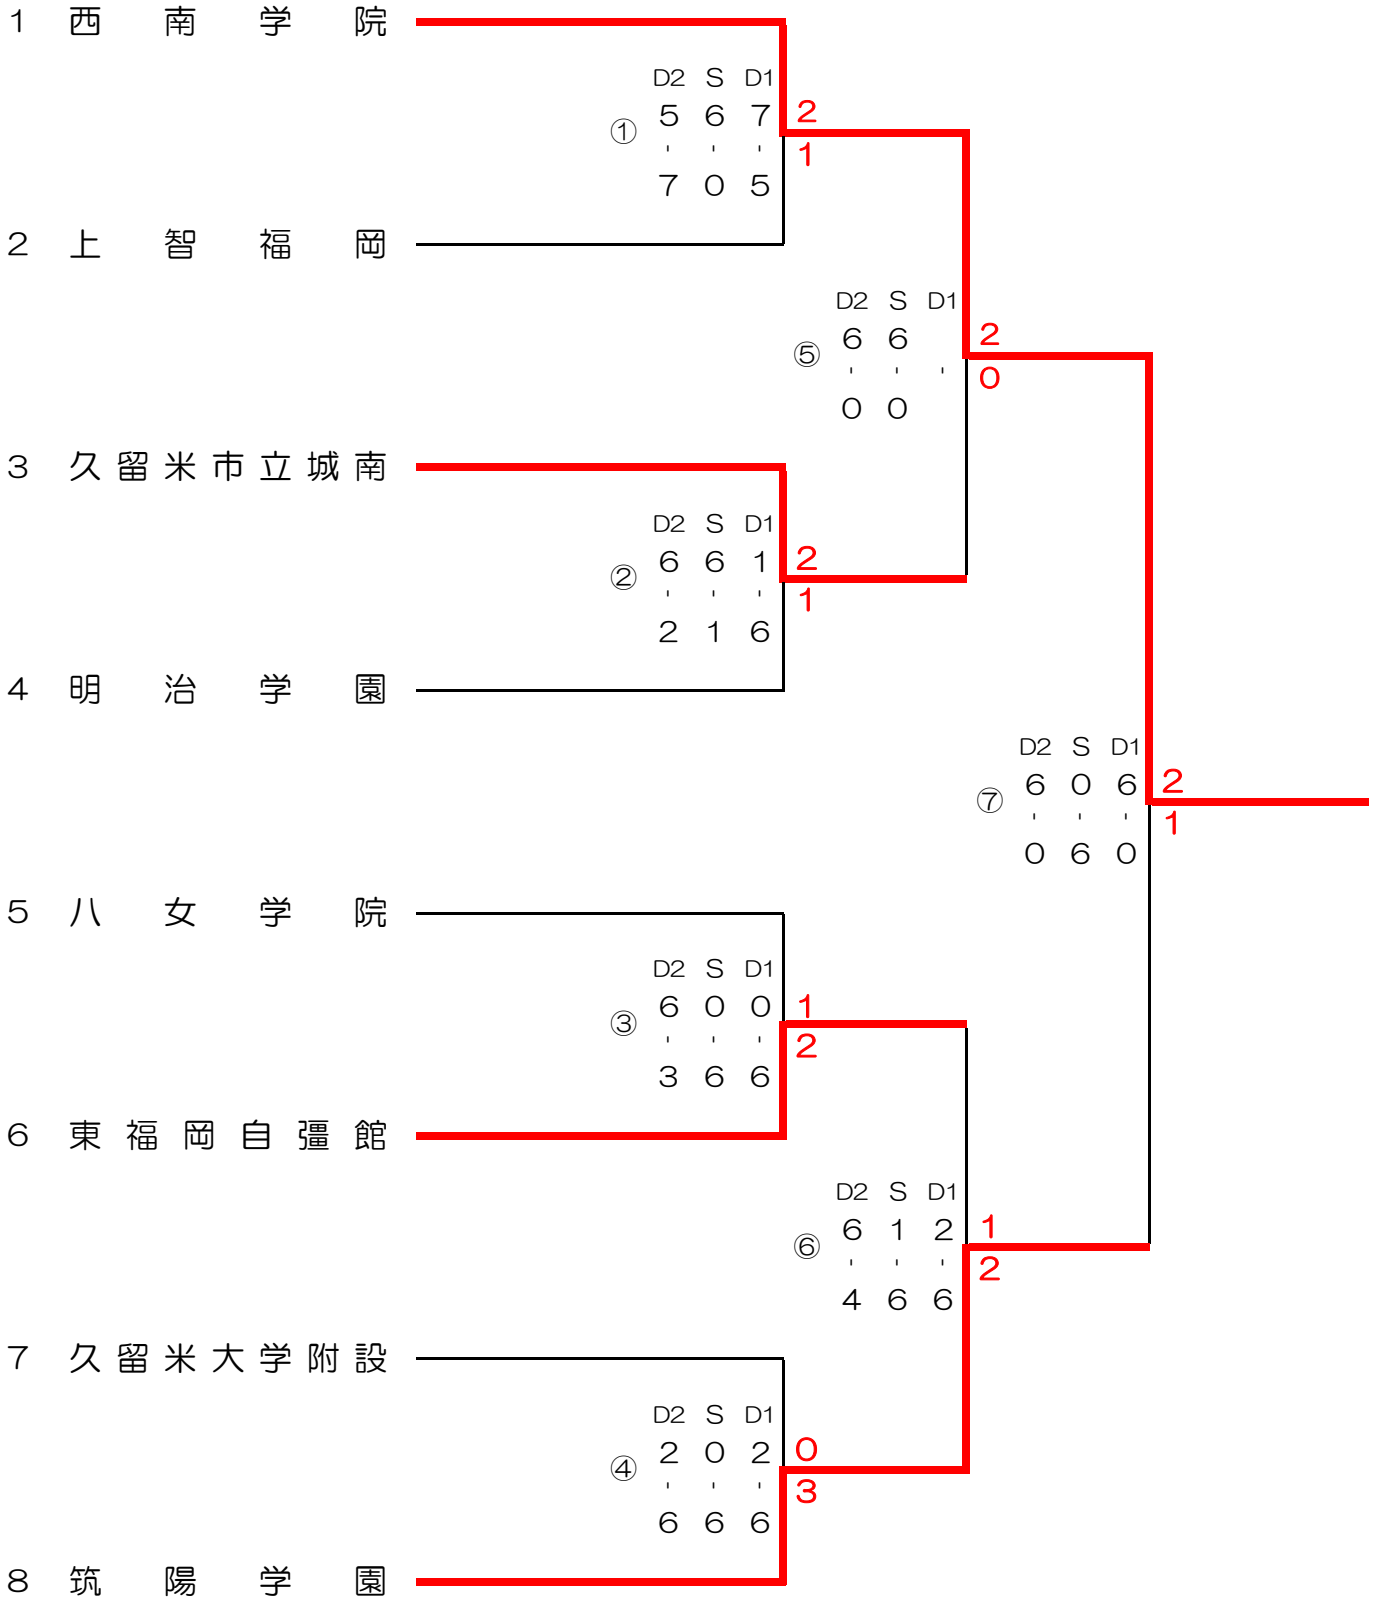 1 西南学院
D2 S D1
① 5 6 7 2
- - - 1
7 0 5
2 上智福岡
D2 S D1
⑤ 6 6 2
- - - 0
0 0
3 久留米市立城南
D2 S D1
② 6 6 1 2
- - - 1
2 1 6
4 明治学園
D2 S D1
⑦ 6 0 6 2
- - - 1
0 6 0
5 八女学院
D2 S D1
③ 6 0 0 1
- - - 2
3 6 6
6 東福岡自彊館
D2 S D1
⑥ 6 1 2 1
- - - 2
4 6 6
7 久留米大学附設
D2 S D1
④ 2 0 2 0
- - - 3
6 6 6
8 筑陽学園